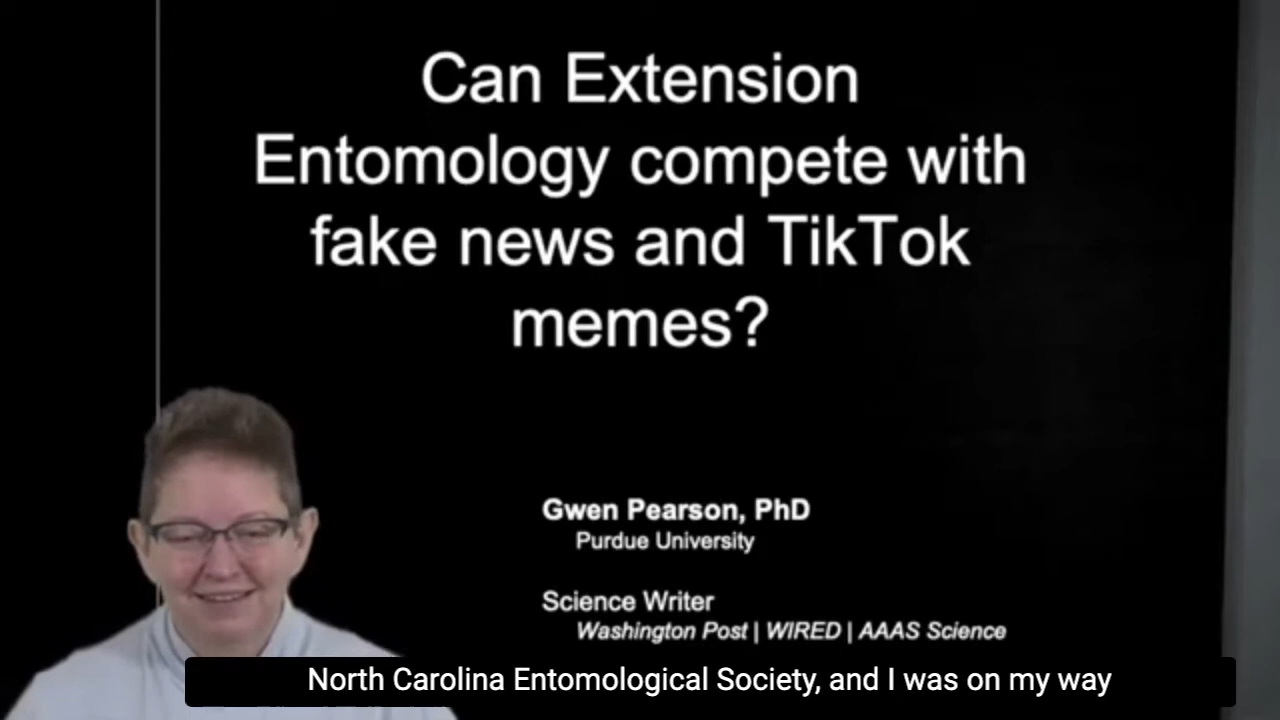 Can Extension
Entomology compete with
fake news and TikTok
memes?
Gwen Pearson, PhD
Purdue University
Science Writer
Washington Post | WIRED | AAAS Science
North Carolina Entomological Society, and I was on my way